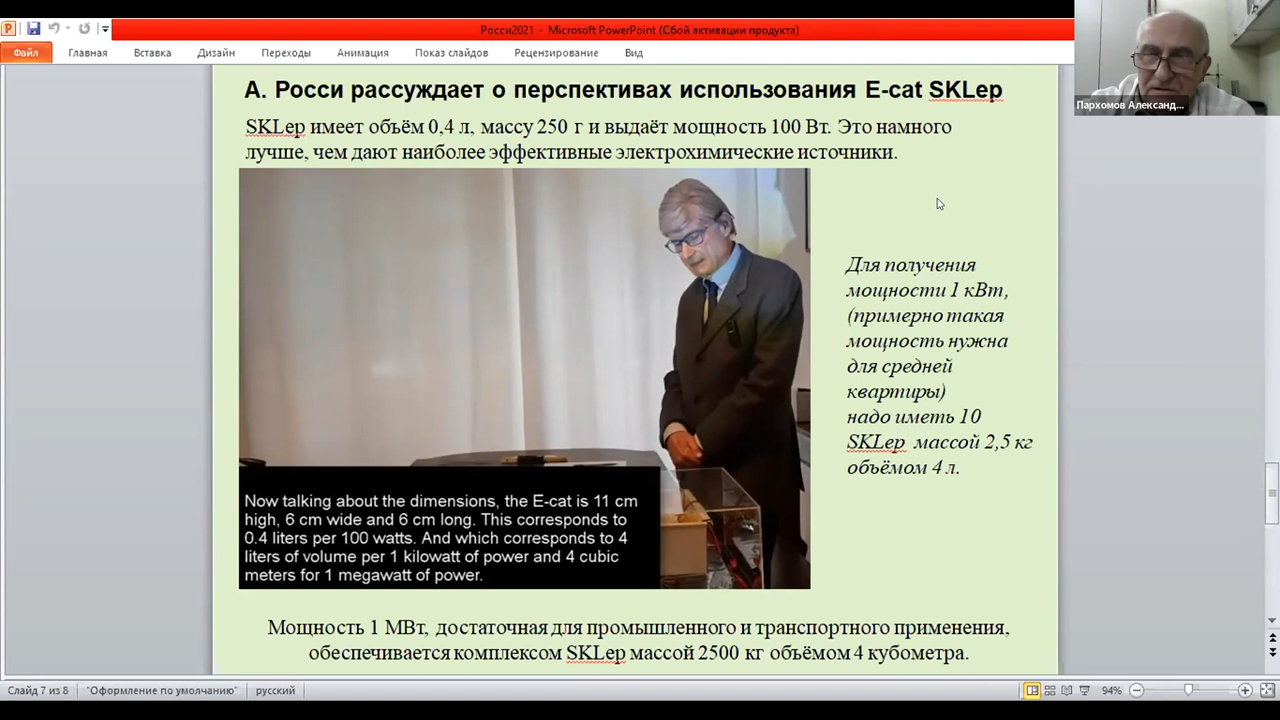 Росси2021 - Microsoft PowerPoint (Сбой активации продукта)
Файл Главная Вставка Дизайн Переходы Анимация Показ слайдов Рецензирование Вид
Пархомов Александ...
А. Росси рассуждает о перспективах использования E-cat SKLep
SKLep имеет объём 0,4 л, массу 250 г и выдаёт мощность 100 Вт. Это намного
лучше, чем дают наиболее эффективные электрохимические источники.
Для получения
мощности 1 кВт,
(примерно такая
мощность нужна
для средней
квартиры)
надо иметь 10
SKLep массой 2,5 кг
объёмом 4 л.
Now talking about the dimensions, the E-cat is 11 cm
high, 6 cm wide and 6 cm long. This corresponds to
0.4 liters per 100 watts. And which corresponds to 4
liters of volume per 1 kilowatt of power and 4 cubic
meters for 1 megawatt of power.
Мощность 1 МВт, достаточная для промышленного и транспортного применения,
обеспечивается комплексом SKLep массой 2500 кг объёмом 4 кубометра.
Слайд 7 из 8 "Оформление по умолчанию" русский 94%